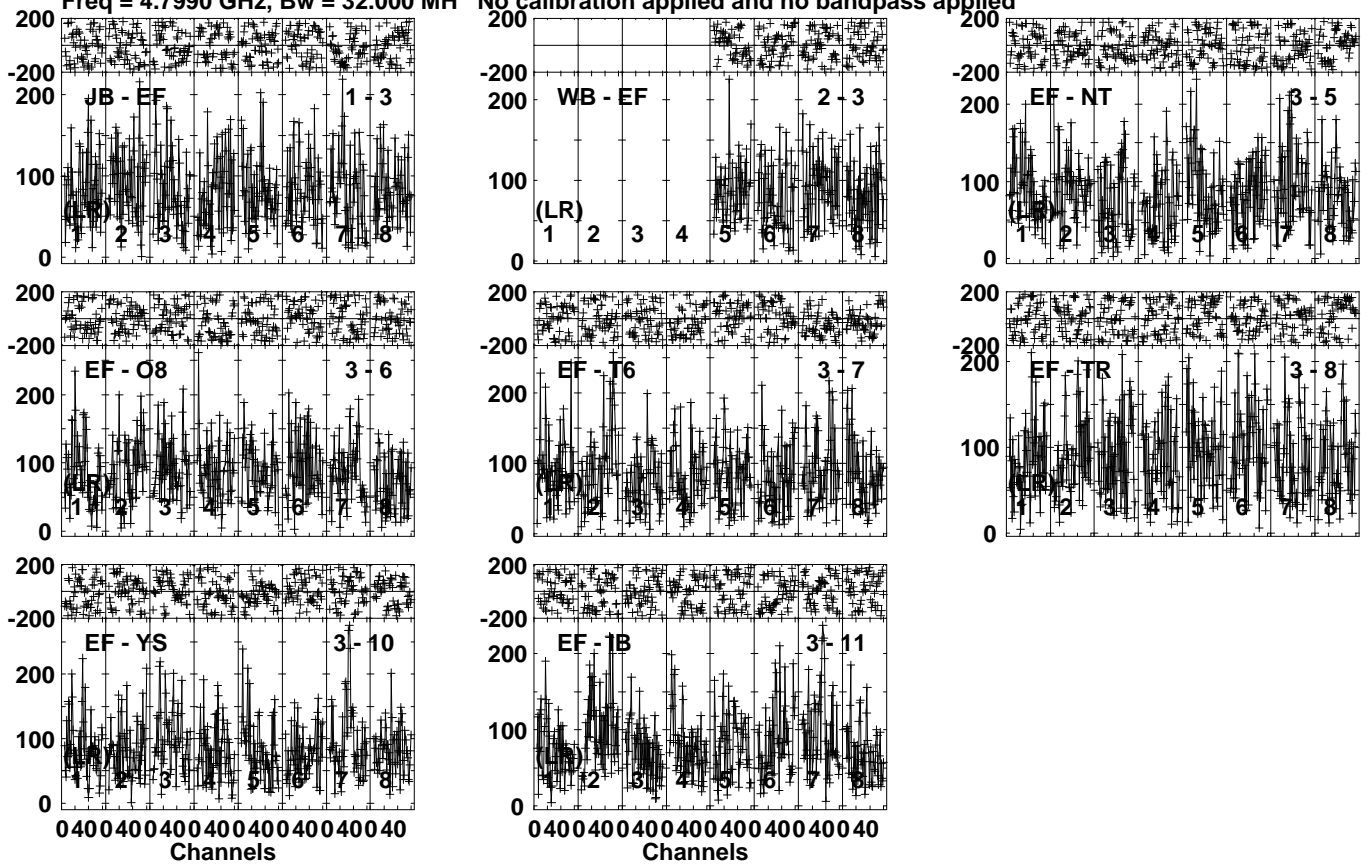 Freq = 4.7990 GHz, Bw = 32.000 MH No calibration applied and no bandpass applied
200
-200
200
100
0
JB - EF 1 - 3
(LR)
1 2 3 4 5 6 7 8
200
-200
200
100
0
WB - EF 2 - 3
(LR)
1 2 3 4 5 6 7 8
200
-200
200
100
0
EF - NT 3 - 5
(LR)
1 2 3 4 5 6 7 8
200
-200
200
100
0
EF - O8 3 - 6
(LR)
1 2 3 4 5 6 7 8
200
-200
200
100
0
EF - T6 3 - 7
(LR)
1 2 3 4 5 6 7 8
200
-200
200
100
0
EF - TR 3 - 8
(LR)
1 2 3 4 5 6 7 8
200
-200
200
100
0
EF - YS 3 - 10
(LR)
1 2 3 4 5 6 7 8
0 40 0 40 0 40 0 40 0 40 0 40 0 40 0 40
Channels
200
-200
200
100
0
EF - IB 3 - 11
(LR)
1 2 3 4 5 6 7 8
0 40 0 40 0 40 0 40 0 40 0 40 0 40 0 40
Channels